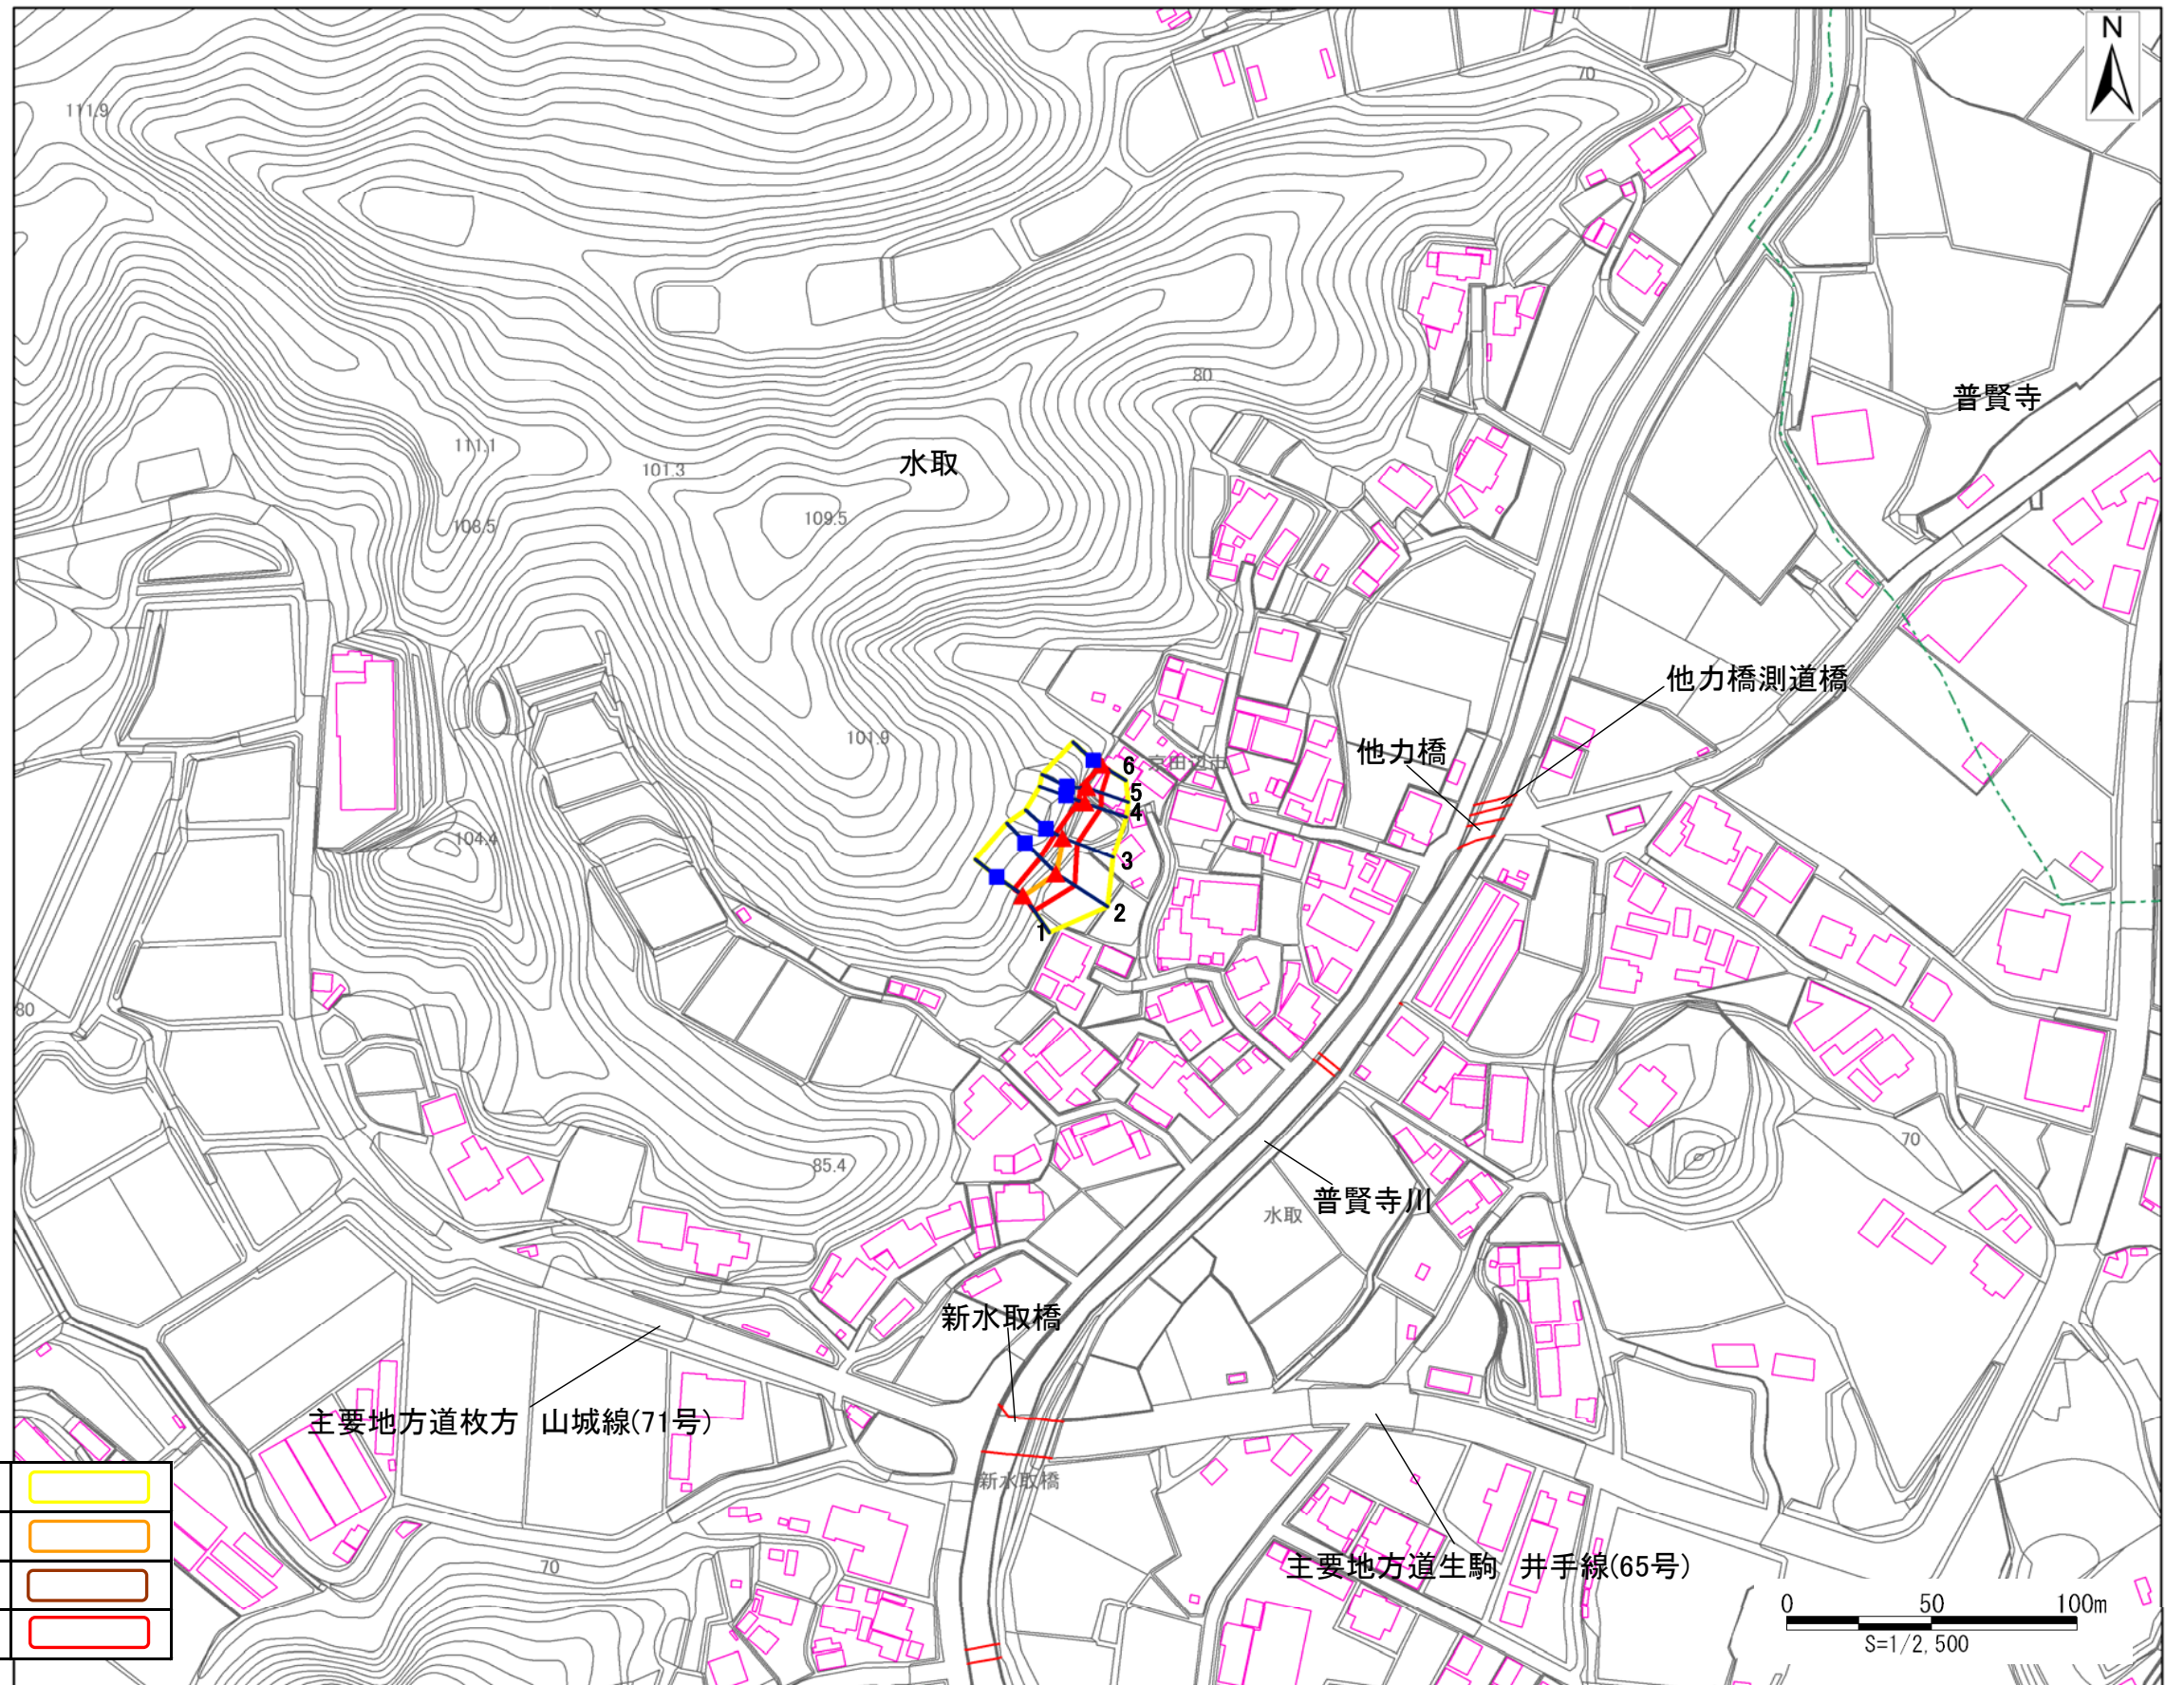 N
70
111.9
80
普賢寺
111.1
水取
101.3
109.5
108.5
他力橋測道橋
101.9
他力橋
京田辺市
6
5
4
104.4
3
2
1
80
70
85.4
普賢寺川
水取
新水取橋
主要地方道枚方 山城線(71号)
新水取橋
70
主要地方道生駒 井手線(65号)
0 50 100m
S=1/2,500